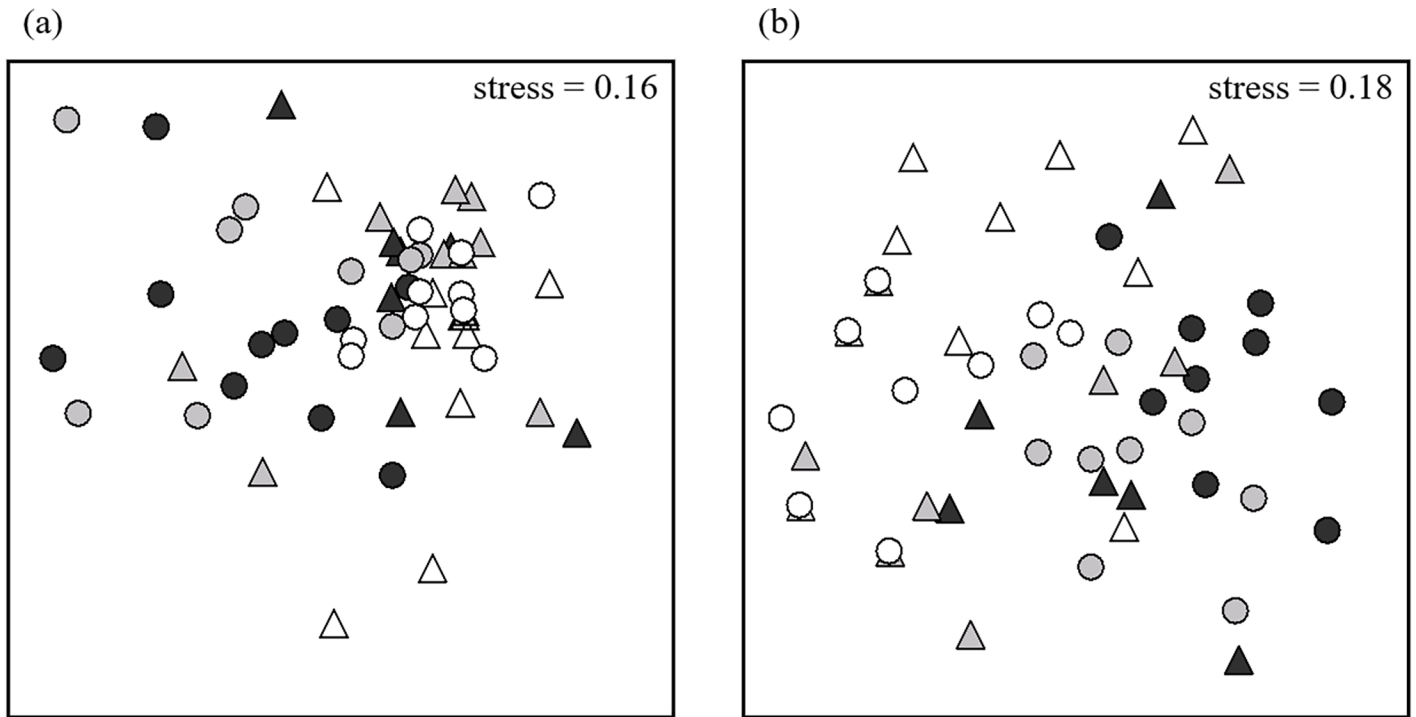 (a)
(b)
stress = 0.16
stress = 0.18